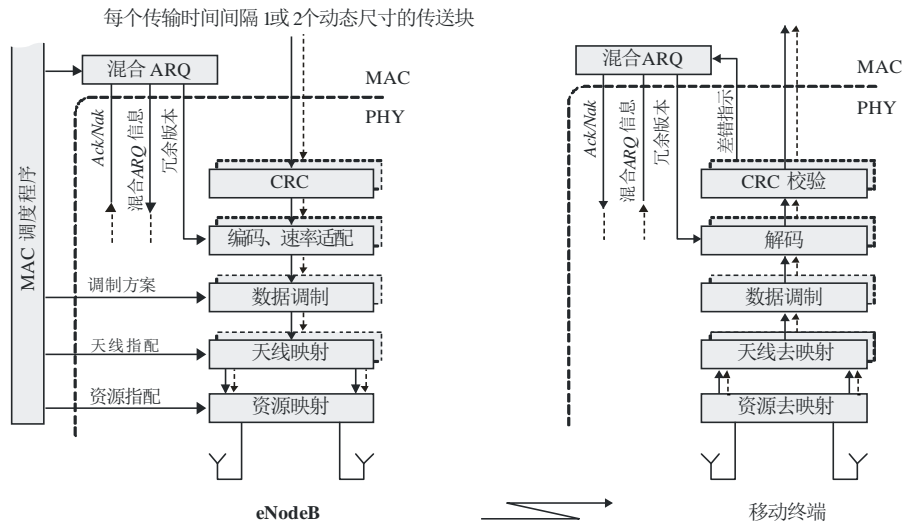 每个传输时间间隔 1或 2个动态尺寸的传送块
混合 ARQ
MAC
PHY
Ack/Nak
混合ARQ 信息
冗余版本
CRC
编码、速率适配
MAC 调度程序
调制方案
数据调制
天线指配
天线映射
资源指配
资源映射
eNodeB
混合ARQ
MAC
PHY
Ack/Nak
混合ARQ 信息
冗余版本
差错指示
CRC 校验
解码
数据调制
天线去映射
资源去映射
移动终端